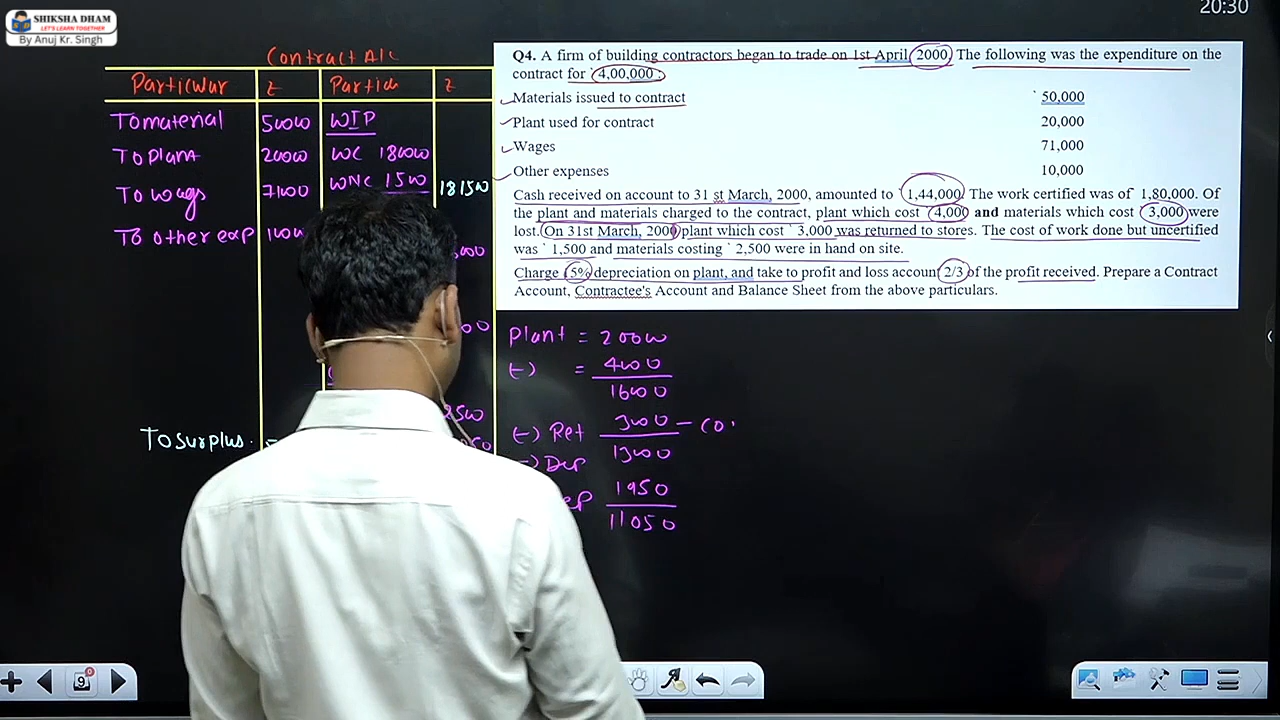 SHIKSHA DHAM
LET'S LEARN TOGETHER
By Anuj Kr. Singh
20:30
Contract A/c
Particular ₹ Partich ₹
To material 50000 WIP
To plant 20000 WC 180000
To wages 71000 WNC 1500 181500
To other exp
2500
To surplus
Q4. A firm of building contractors began to trade on 1st April 2000 The following was the expenditure on the
contract for ` 4,00,000.
Materials issued to contract ` 50,000
Plant used for contract 20,000
Wages 71,000
Other expenses 10,000
Cash received on account to 31 st March, 2000, amounted to ` 1,44,000. The work certified was of 1,80,000. Of
the plant and materials charged to the contract, plant which cost ` 4,000 and materials which cost ` 3,000 were
lost. On 31st March, 2000 plant which cost ` 3,000 was returned to stores. The cost of work done but uncertified
was ` 1,500 and materials costing ` 2,500 were in hand on site.
Charge 15% depreciation on plant, and take to profit and loss account 2/3 of the profit received. Prepare a Contract
Account, Contractee's Account and Balance Sheet from the above particulars.
Plant = 20000
(-) = 4000
16000
(-) Ret 3000 - co
13000
(-) Dep
1950
11050
9
0